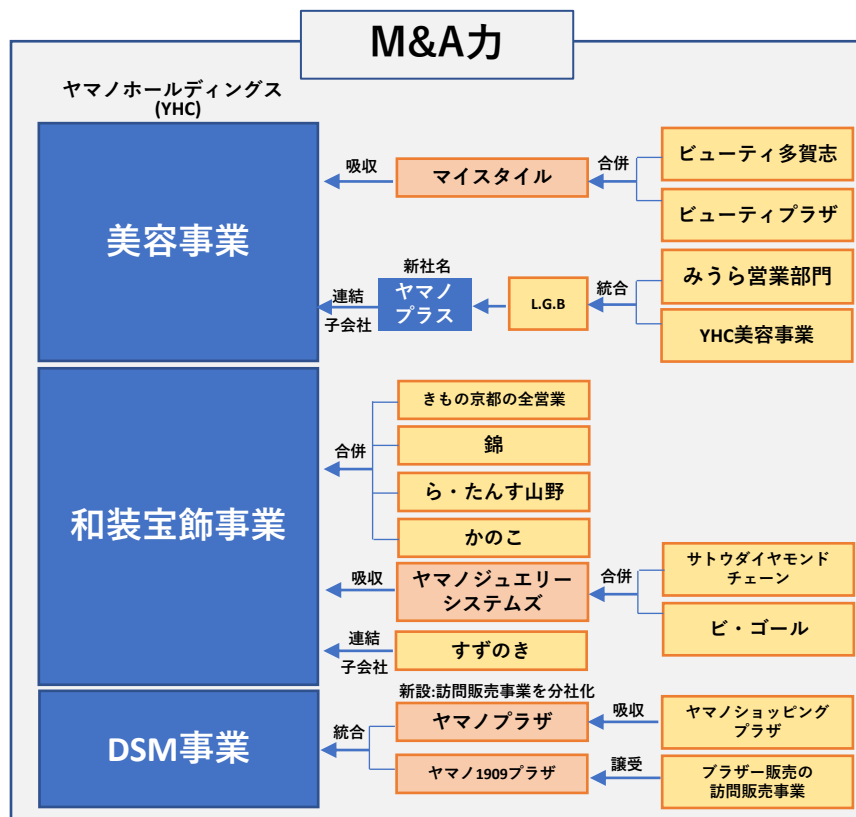 M&A力
ヤマノホールディングス
(YHC)
美容事業
吸収
マイスタイル
合併
ビューティ多賀志
ビューティプラザ
連結
子会社
新社名
ヤマノ
プラス
L.G.B
統合
みうら営業部門
YHC美容事業
和装宝飾事業
合併
きもの京都の全営業
錦
ら・たんす山野
かのこ
吸収
ヤマノジュエリー
システムズ
合併
サトウダイヤモンド
チェーン
ビ・ゴール
連結
子会社
すずのき
DSM事業
統合
新設:訪問販売事業を分社化
ヤマノプラザ
吸収
ヤマノショッピング
プラザ
ヤマノ1909プラザ
譲受
ブラザー販売の
訪問販売事業